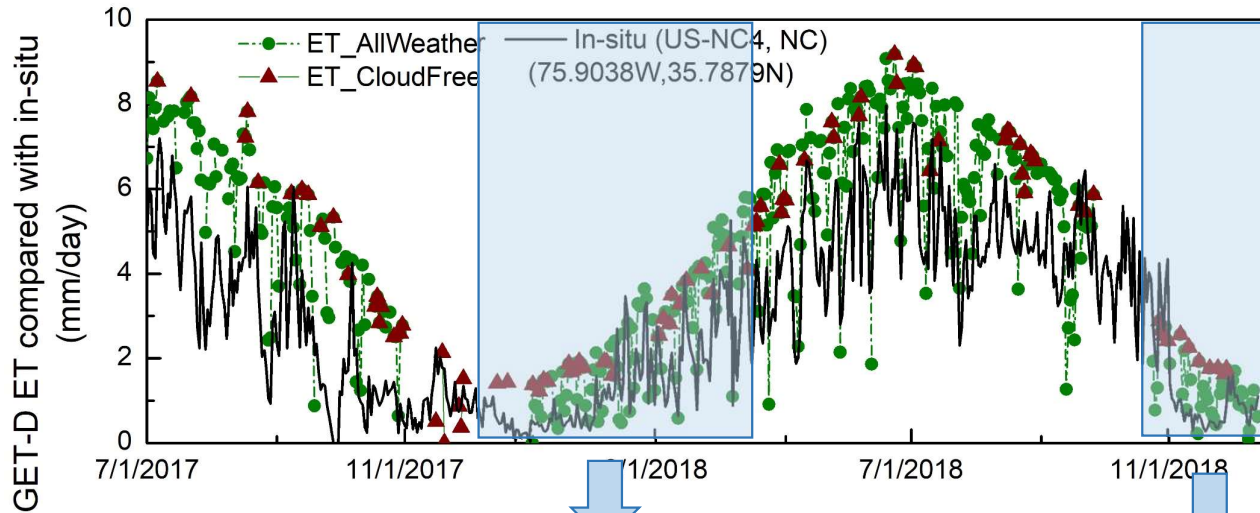 GET-D ET compared with in-situ
(mm/day)
10
8
6
4
2
0
ET_AllWeather
In-situ (US-NC4, NC)
ET_CloudFree
(75.9038W,35.7879N)
7/1/2017
11/1/2017
/1/2018
7/1/2018
11/1/2018